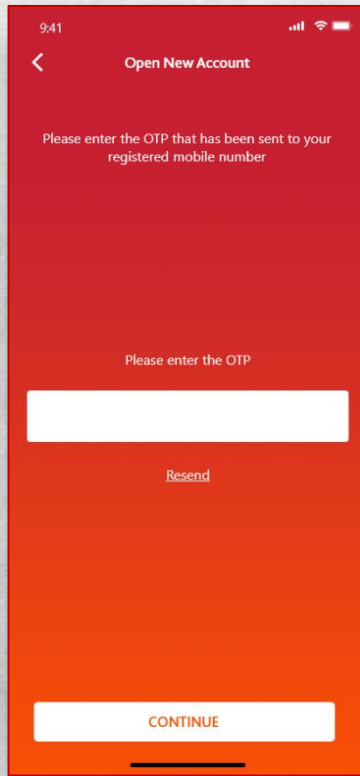 9:41
Open New Account
Please enter the OTP that has been sent to your
registered mobile number
Please enter the OTP
Resend
CONTINUE